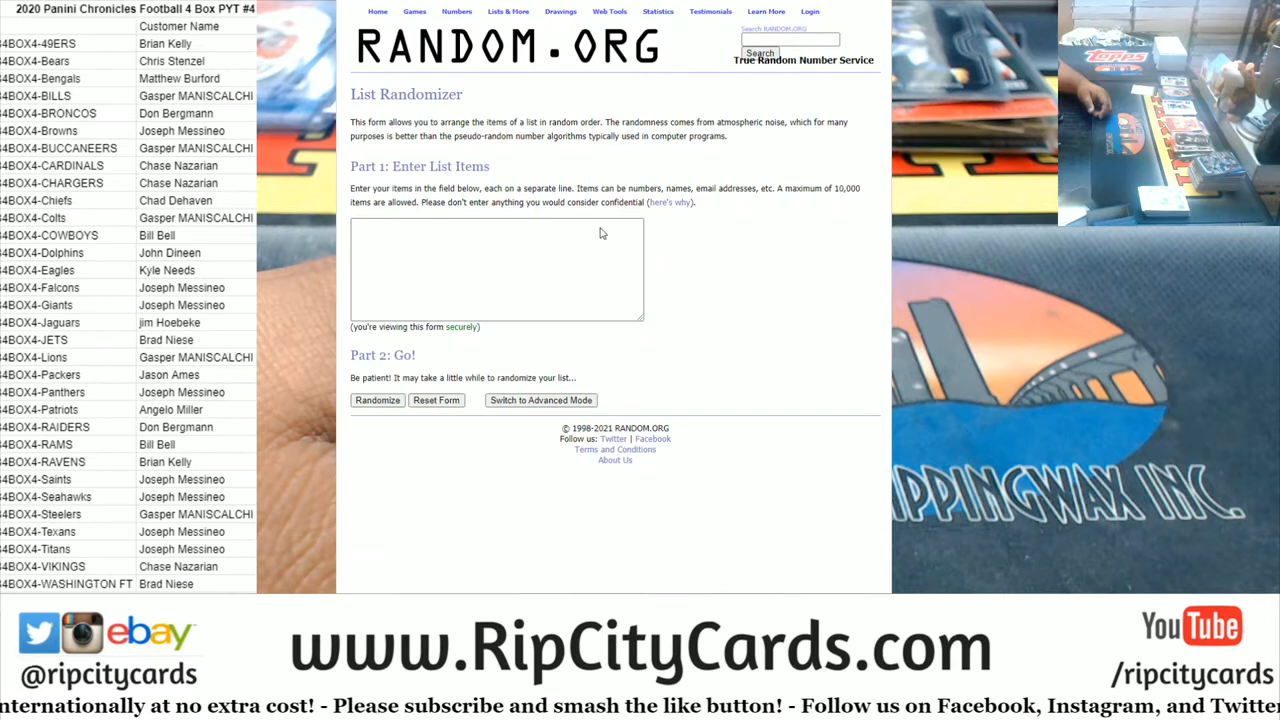 2020 Panini Chronicles Football 4 Box PYT #4
Customer Name
4BOX4-49ERS Brian Kelly
Chris Stenzel
4BOX4-Bengals Matthew Burford
4BOX4-BILLS Gasper MANISCALCHI
4BOX4-BRONCOS Don Bergmann
4BOX4-Browns Joseph Messineo
4BOX4-BUCCANEERS Gasper MANISCALCHI
4BOX4-CARDINALS Chase Nazarian
4BOX4-CHARGERS Chase Nazarian
4BOX4-Chiefs Chad Dehaven
4BOX4-Colts Gasper MANISCALCHI
4BOX4-COWBOYS Bill Bell
4BOX4-Dolphins John Dineen
4BOX4-Eagles Kyle Needs
4BOX4-Falcons Joseph Messineo
4BOX4-Giants Joseph Messineo
4BOX4-Jaguars jim Hoebeke
4BOX4-JETS Brad Niese
4BOX4-Lions Gasper MANISCALCHI
4BOX4-Packers Jason Ames
4BOX4-Panthers Joseph Messineo
4BOX4-Patriots Angelo Miller
4BOX4-RAIDERS Don Bergmann
4BOX4-RAMS Bill Bell
4BOX4-RAVENS Brian Kelly
4BOX4-Saints Joseph Messineo
4BOX4-Seahawks Joseph Messineo
4BOX4-Steelers Gasper MANISCALCHI
4BOX4-Texans Joseph Messineo
4BOX4-Titans Joseph Messineo
4BOX4-VIKINGS Chase Nazarian
4BOX4-WASHINGTON FT Brad Niese
Home Games Numbers Lists & More Drawings Web Tools Statistics Testimonials Learn More Login
RANDOM.ORG
Search RANDOM.ORG
Search
True Random Number Service
List Randomizer
This form allows you to arrange the items of a list in random order. The randomness comes from atmospheric noise, which for many
purposes is better than the pseudo-random number algorithms typically used in computer programs.
Part 1: Enter List Items
Enter your items in the field below, each on a separate line. Items can be numbers, names, email addresses, etc. A maximum of 10,000
items are allowed. Please don't enter anything you would consider confidential (here's why).
(you're viewing this form securely)
Part 2: Go!
Be patient! It may take a little while to randomize your list...
Randomize Reset Form Switch to Advanced Mode
© 1998-2021 RANDOM.ORG
Follow us: Twitter | Facebook
Terms and Conditions
About Us
Topps
IPPINGWAX INC.
ebay
@ripcitycards
www.RipCityCards.com
YouTube
/ripcitycards
nternationally at no extra cost! - Please subscribe and smash the like button! - Follow us on Facebook, Instagram, and Twitte